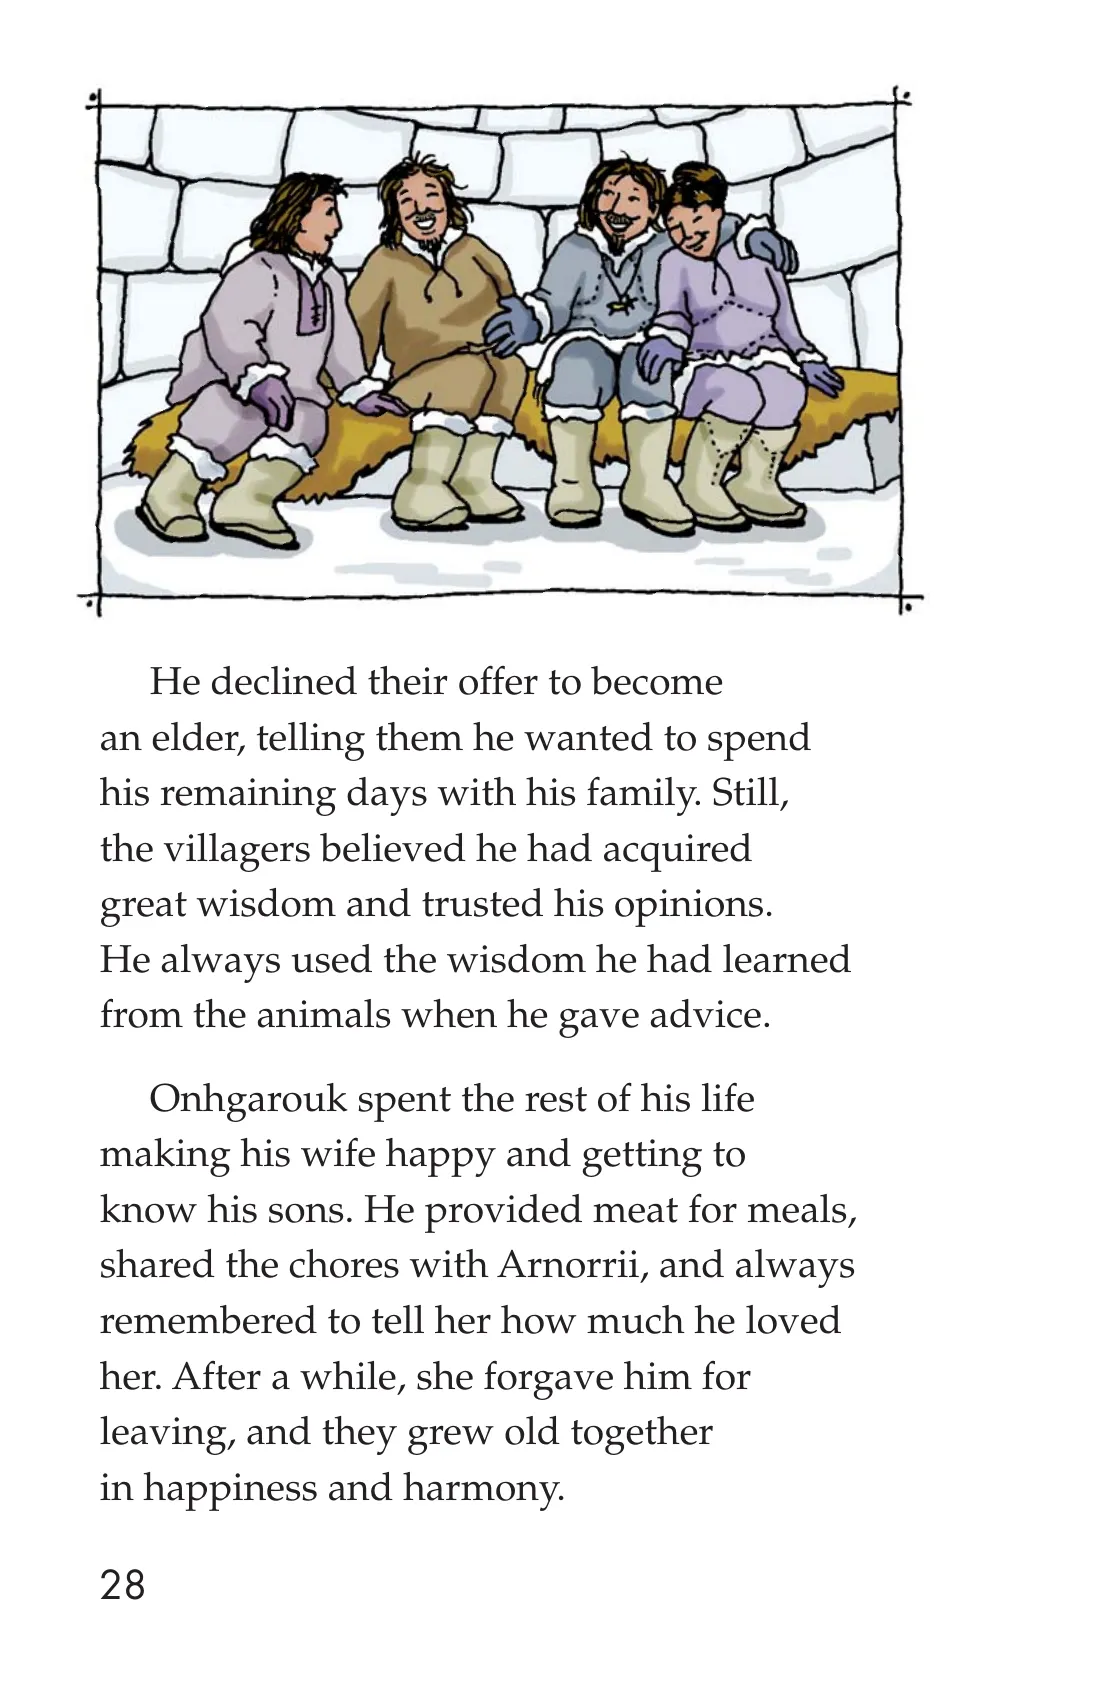 He declined their offer to become
an elder, telling them he wanted to spend
his remaining days with his family. Still,
the villagers believed he had acquired
great wisdom and trusted his opinions.
He always used the wisdom he had learned
from the animals when he gave advice.
Onhgarouk spent the rest of his life
making his wife happy and getting to
know his sons. He provided meat for meals,
shared the chores with Arnorrii, and always
remembered to tell her how much he loved
her. After a while, she forgave him for
leaving, and they grew old together
in happiness and harmony.
28